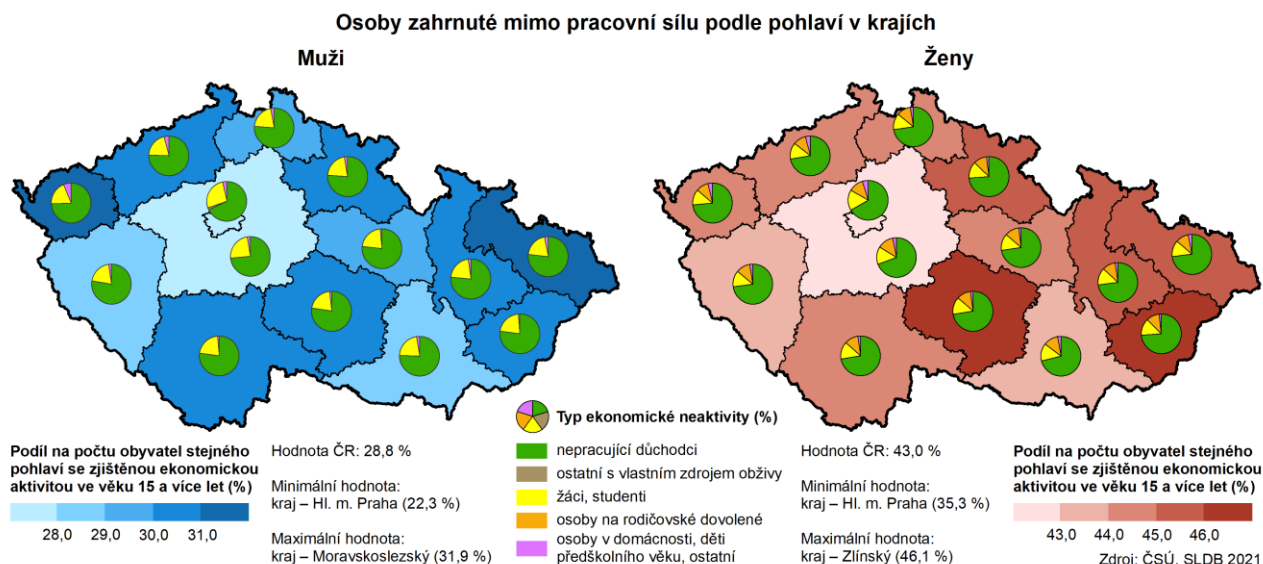 Osoby zahrnuté mimo pracovní sílu podle pohlaví v krajích
Muži
Ženy
Podíl na počtu obyvatel stejného
pohlaví se zjištěnou ekonomickou
aktivitou ve věku 15 a více let (%)
28,0 29,0 30,0 31,0
Hodnota ČR: 28,8 %
Minimální hodnota:
kraj – Hl. m. Praha (22,3 %)
Maximální hodnota:
kraj – Moravskoslezský (31,9 %)
Typ ekonomické neaktivity (%)
nepracující důchodci
ostatní s vlastním zdrojem obživy
žáci, studenti
osoby na rodičovské dovolené
osoby v domácnosti, děti
předškolního věku, ostatní
Hodnota ČR: 43,0 %
Minimální hodnota:
kraj – Hl. m. Praha (35,3 %)
Maximální hodnota:
kraj – Zlínský (46,1 %)
Podíl na počtu obyvatel stejného
pohlaví se zjištěnou ekonomickou
aktivitou ve věku 15 a více let (%)
43,0 44,0 45,0 46,0
Zdroj: ČSÚ, SLDB 2021